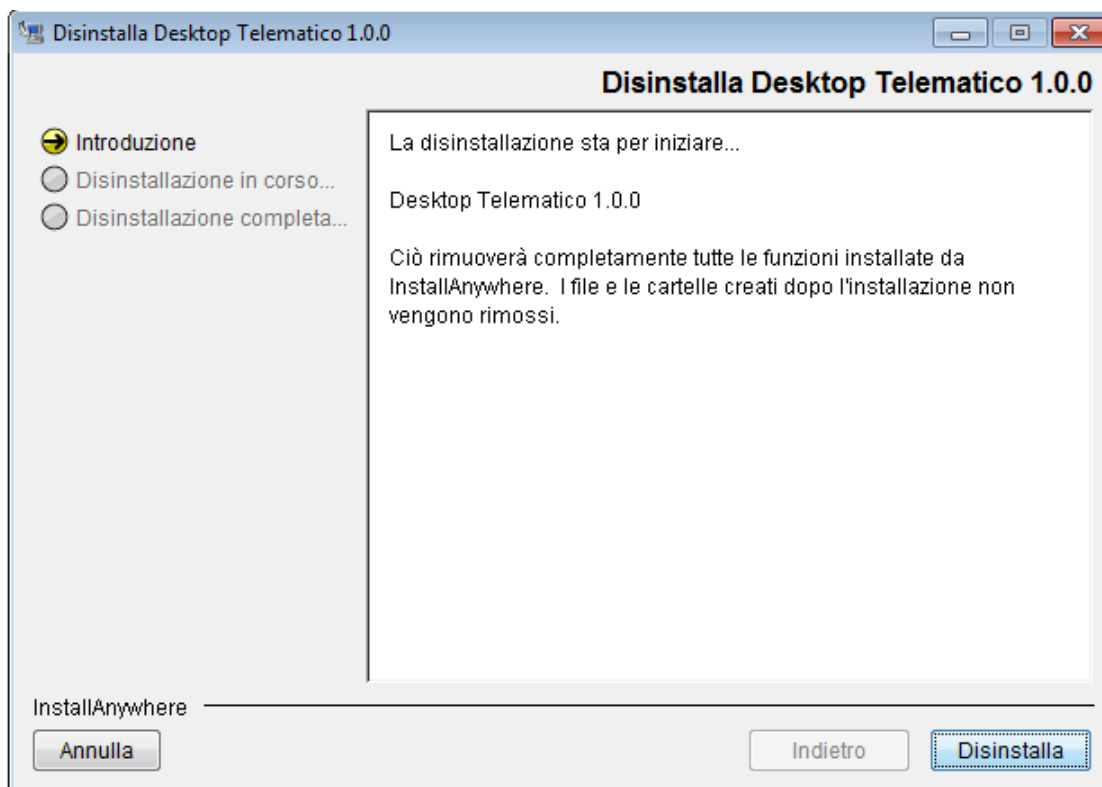 Disinstalla Desktop Telematico 1.0.0
Disinstalla Desktop Telematico 1.0.0
Introduzione
Disinstallazione in corso...
Disinstallazione completa...
La disinstallazione sta per iniziare...
Desktop Telematico 1.0.0
Ciò rimuoverà completamente tutte le funzioni installate da
InstallAnywhere.  I file e le cartelle creati dopo l'installazione non
vengono rimossi.
InstallAnywhere
Annulla
Indietro
Disinstalla